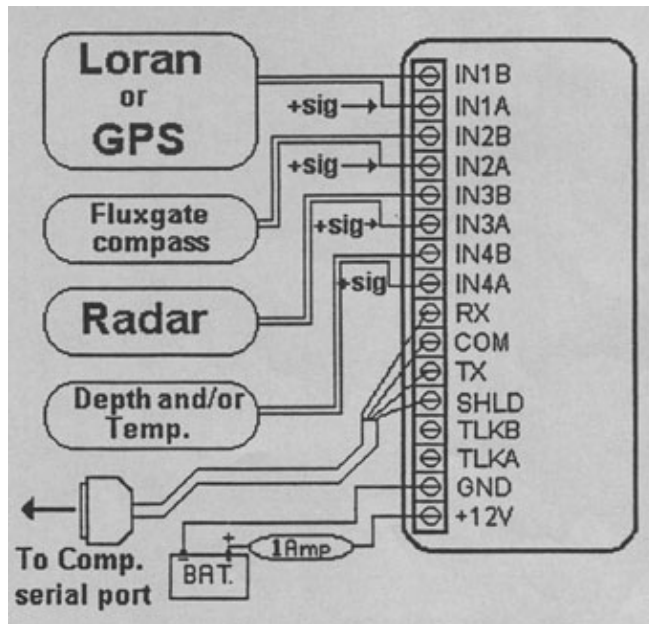 Loran
or
GPS
Fluxgate
compass
Radar
Depth and/or
Temp.
To Comp.
serial port
+sig
+sig
+sig
+sig
+
-
BAT.
1Amp
IN1B
IN1A
IN2B
IN2A
IN3B
IN3A
IN4B
IN4A
RX
COM
TX
SHLD
TLKB
TLKA
GND
+12V